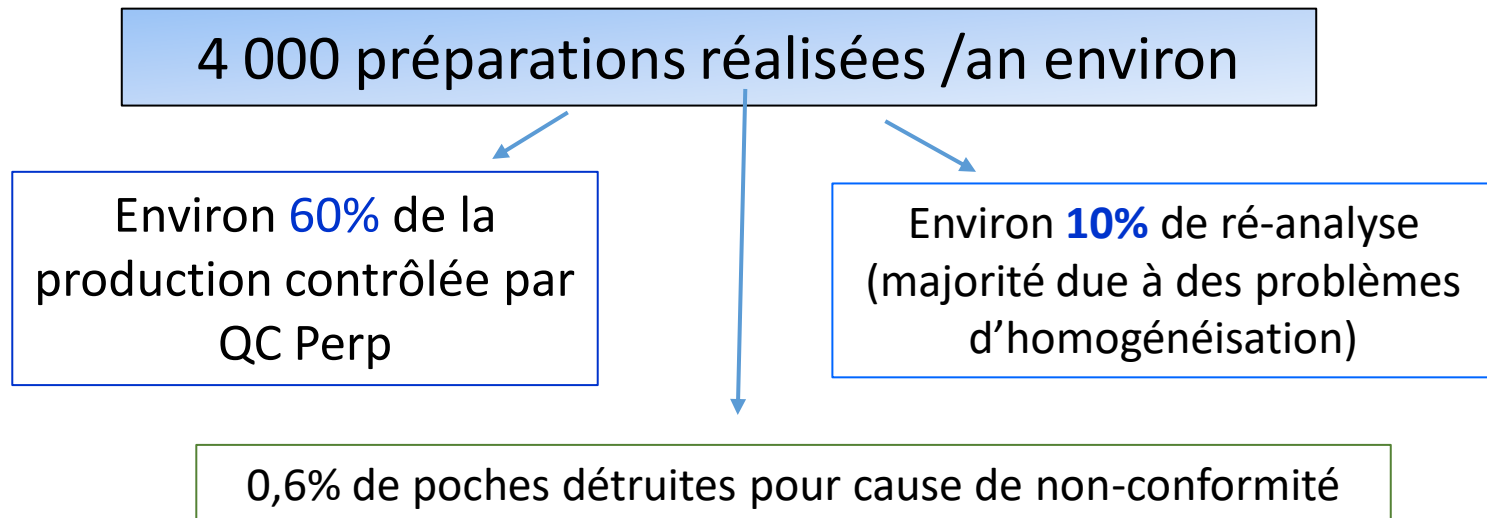 4 000 préparations réalisées /an environ
Environ 60% de la
production contrôlée par
QC Perp
Environ 10% de ré-analyse
(majorité due à des problèmes
d’homogénéisation)
0,6% de poches détruites pour cause de non-conformité